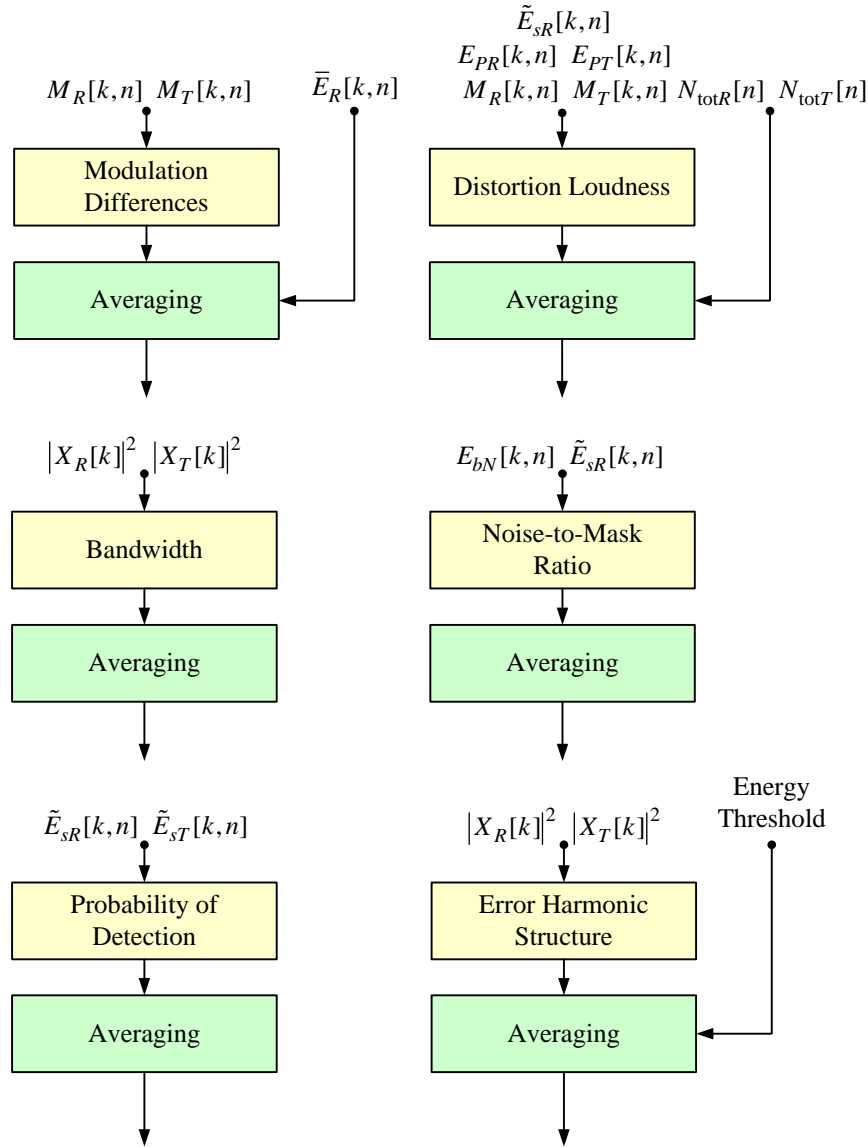 M_R[k,n] M_T[k,n]
Ē_R[k,n]
Modulation
Differences
Averaging
Ẽ_sR[k,n]
E_PR[k,n] E_PT[k,n]
M_R[k,n] M_T[k,n] N_totR[n] N_totT[n]
Distortion Loudness
Averaging
|X_R[k]|² |X_T[k]|²
Bandwidth
Averaging
E_bN[k,n] Ẽ_sR[k,n]
Noise-to-Mask
Ratio
Averaging
Ẽ_sR[k,n] Ẽ_sT[k,n]
Probability of
Detection
Averaging
|X_R[k]|² |X_T[k]|²
Energy
Threshold
Error Harmonic
Structure
Averaging